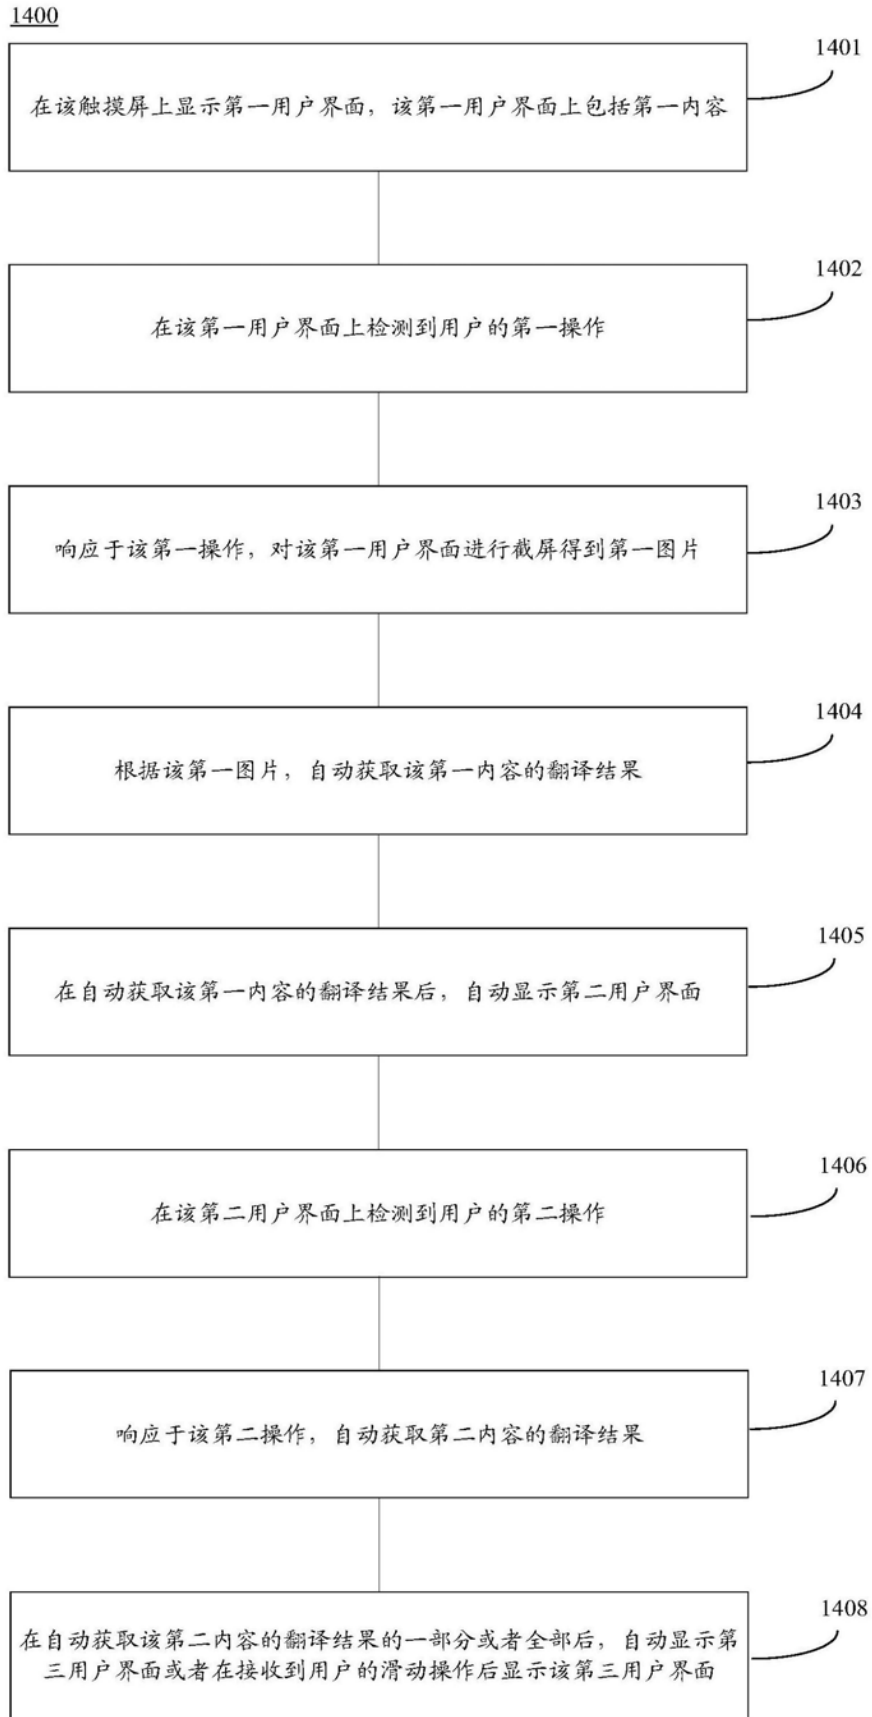 1400
1401
在该触摸屏上显示第一用户界面，该第一用户界面上包括第一内容
1402
在该第一用户界面上检测到用户的第一操作
1403
响应于该第一操作，对该第一用户界面进行截屏得到第一图片
1404
根据该第一图片，自动获取该第一内容的翻译结果
1405
在自动获取该第一内容的翻译结果后，自动显示第二用户界面
1406
在该第二用户界面上检测到用户的第二操作
1407
响应于该第二操作，自动获取第二内容的翻译结果
1408
在自动获取该第二内容的翻译结果的一部分或者全部后，自动显示第
三用户界面或者在接收到用户的滑动操作后显示该第三用户界面